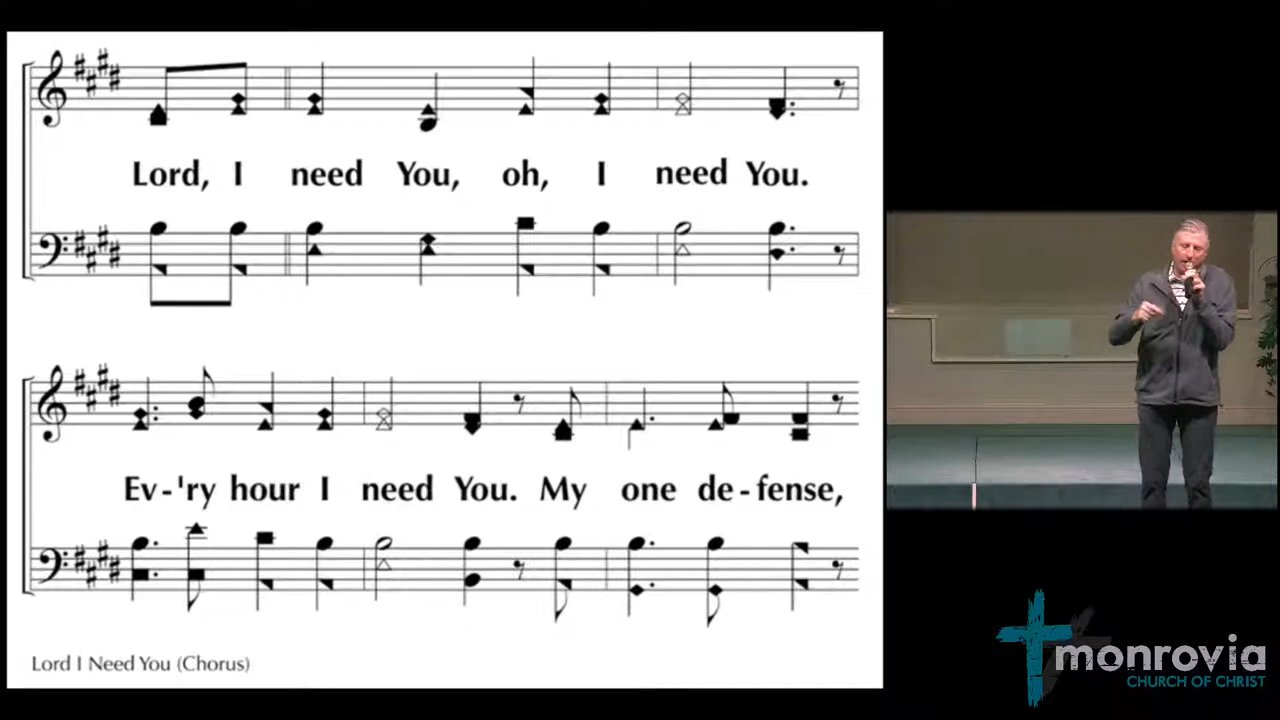 Lord, I need You, oh, I need You.
Ev-'ry hour I need You. My one de-fense,
Lord I Need You (Chorus)
monrovia
CHURCH OF CHRIST